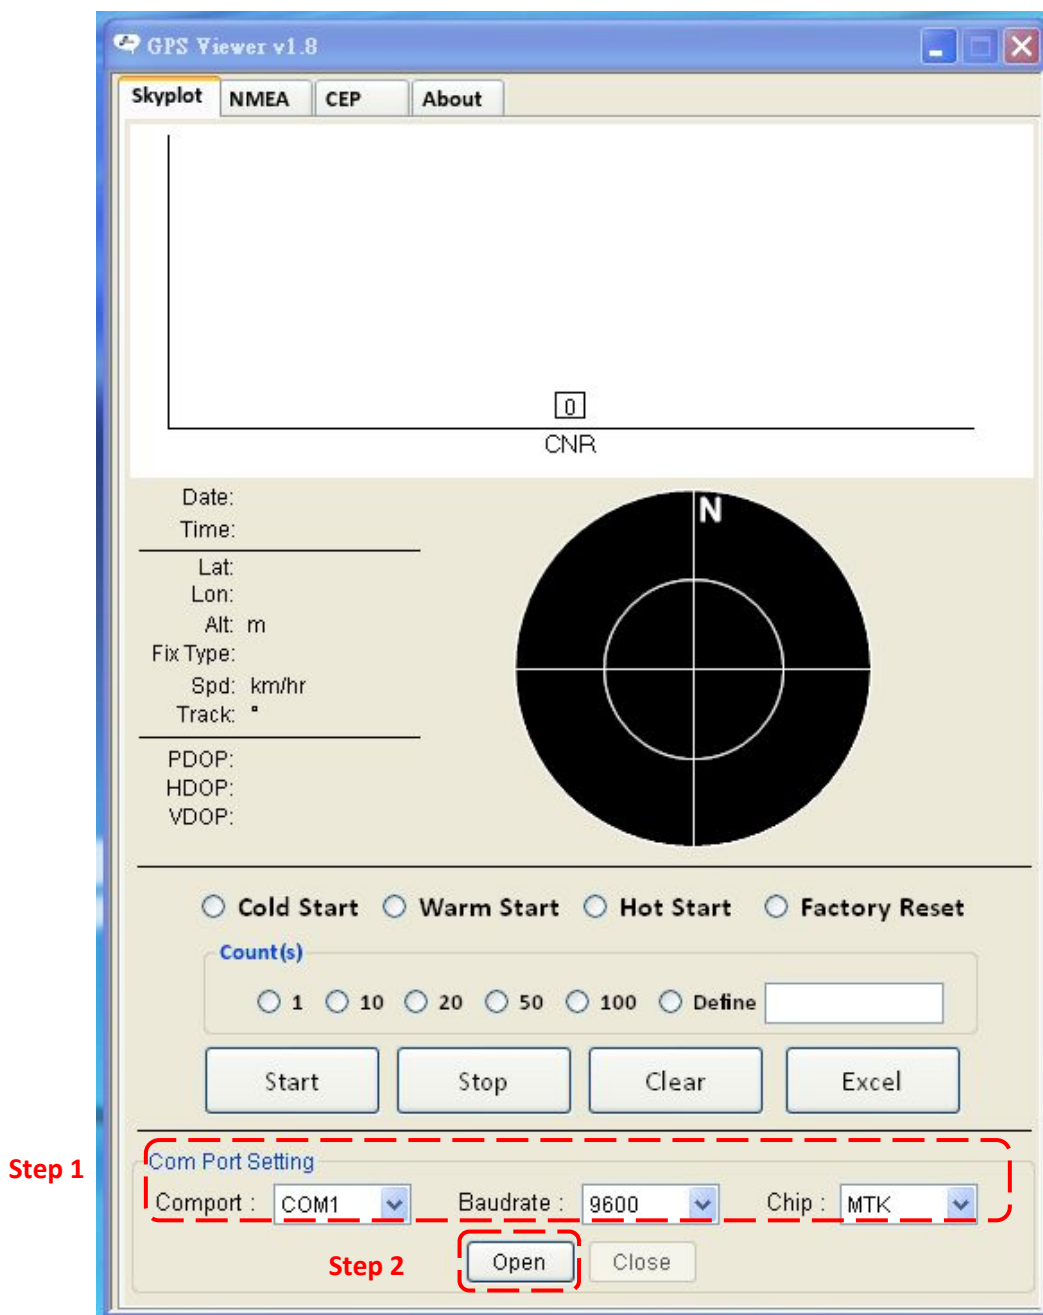 GPS Viewer v1.8
Skyplot NMEA CEP About
0
CNR
Date:
Time:
N
Lat:
Lon:
Alt: m
Fix Type:
Spd: km/hr
Track: °
PDOP:
HDOP:
VDOP:
Cold Start Warm Start Hot Start Factory Reset
Count(s)
1 10 20 50 100 Define
Start Stop Clear Excel
Step 1
Com Port Setting
Comport : COM1 Baudrate : 9600 Chip : MTK
Step 2 Open Close